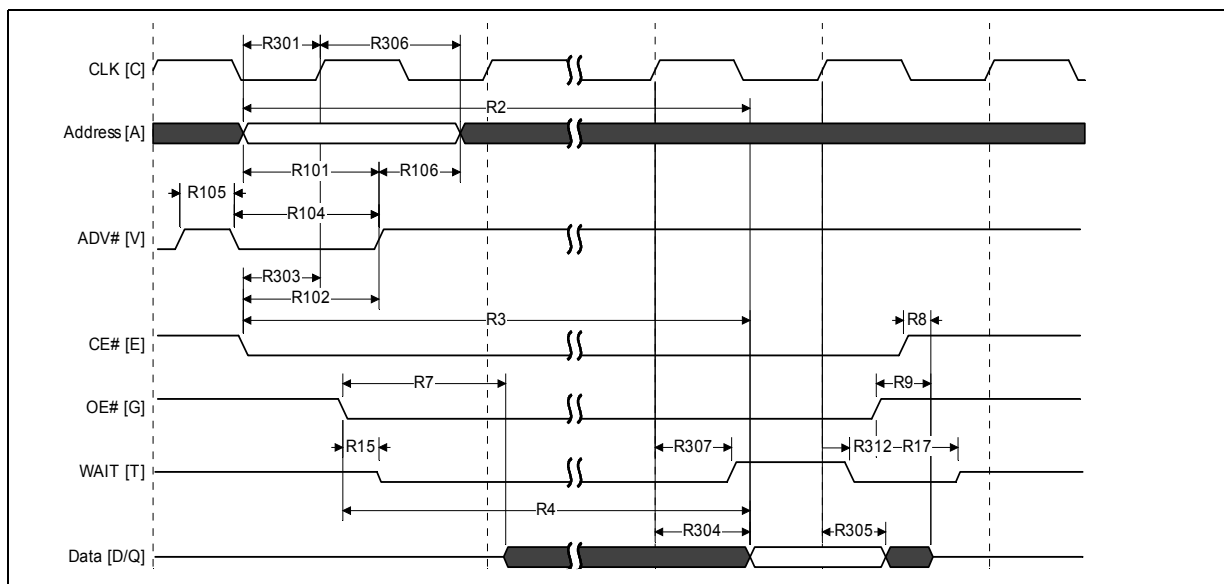 R301 R306
CLK [C]
R2
Address [A]
R101 R106
R105
R104
ADV# [V]
R303
R102
R3 R8
CE# [E]
R7 R9
OE# [G]
R15 R307 R312 R17
WAIT [T]
R4
R304 R305
Data [D/Q]